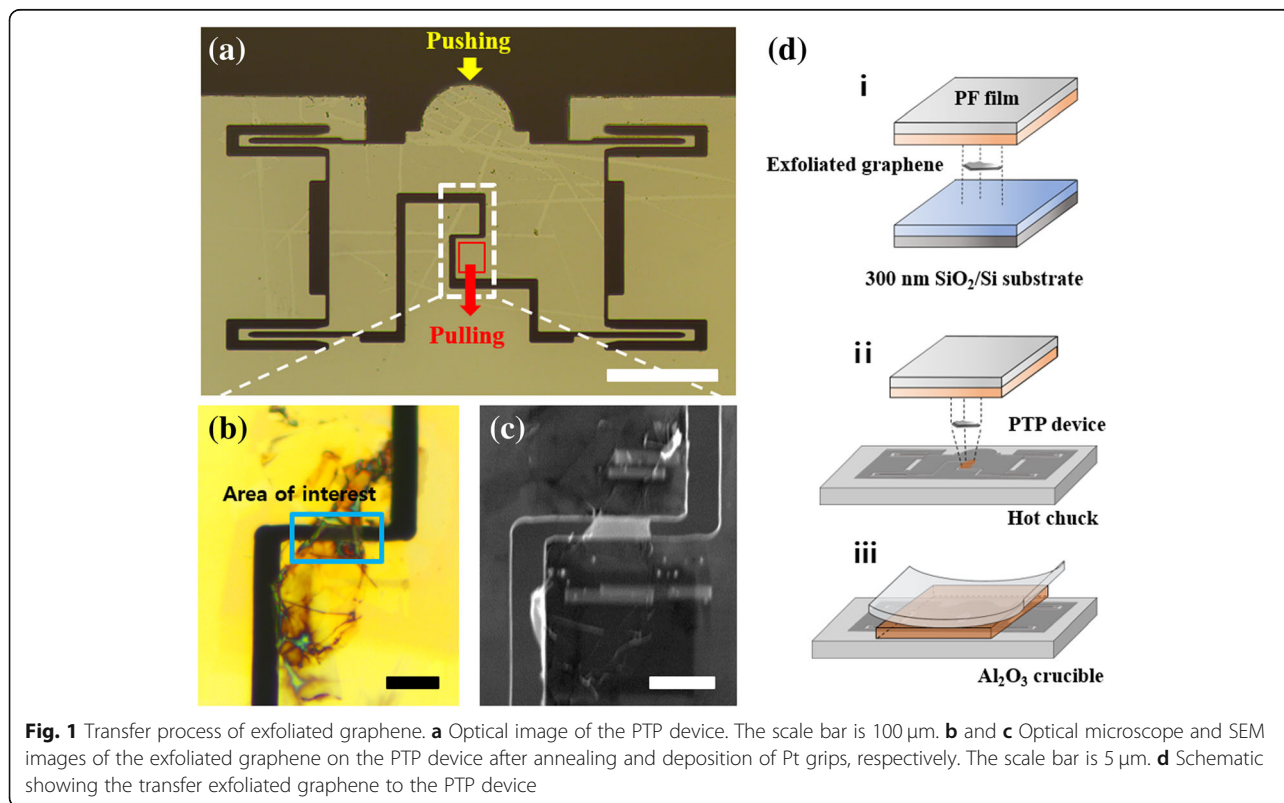 (a)
Pushing
Pulling
(b)
Area of interest
(c)
(d)
i
PF film
Exfoliated graphene
300 nm SiO₂/Si substrate
ii
PTP device
Hot chuck
iii
Al₂O₃ crucible
Fig. 1 Transfer process of exfoliated graphene. a Optical image of the PTP device. The scale bar is 100 μm. b and c Optical microscope and SEM
images of the exfoliated graphene on the PTP device after annealing and deposition of Pt grips, respectively. The scale bar is 5 μm. d Schematic
showing the transfer exfoliated graphene to the PTP device